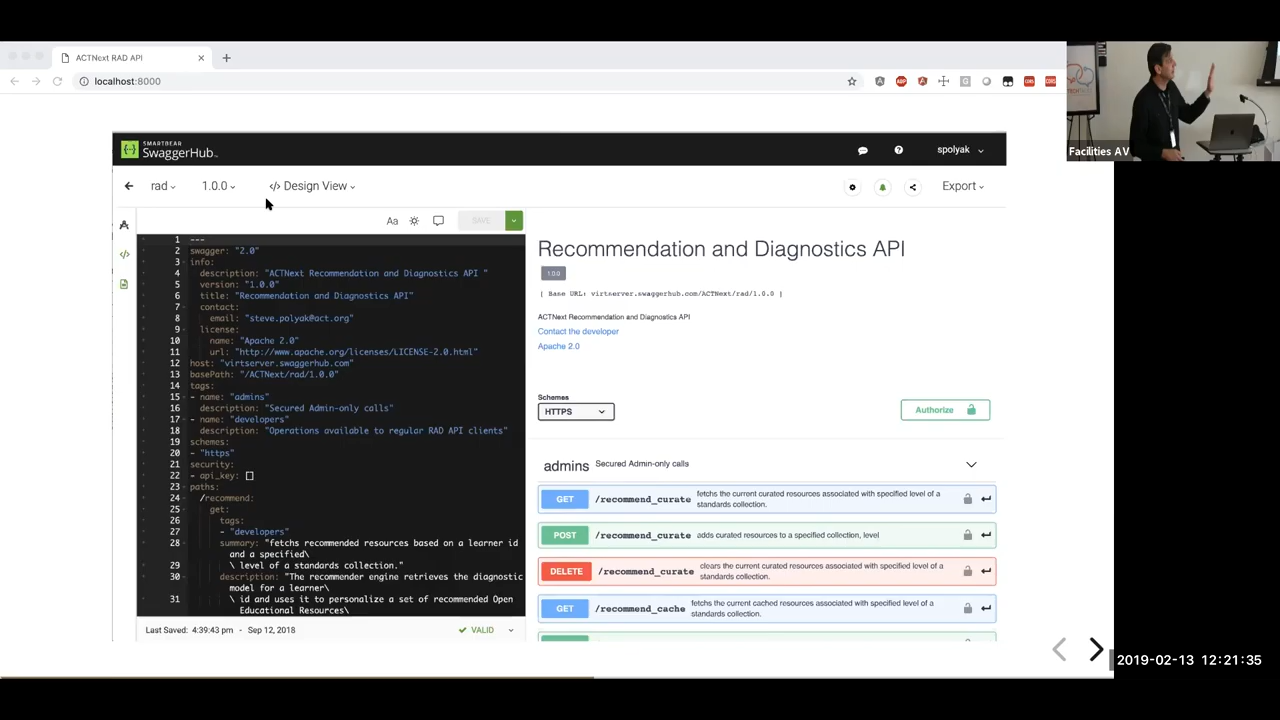 ACTNext RAD API
localhost:8000
Facilities AV
SMARTBEAR
SwaggerHub
spolyak
rad
1.0.0
</> Design View
Export
Aa
SAVE
1 ---
2 swagger: "2.0"
3 info:
4 description: "ACTNext Recommendation and Diagnostics API "
5 version: "1.0.0"
6 title: "Recommendation and Diagnostics API"
7 contact:
8 email: "steve.polyak@act.org"
9 license:
10 name: "Apache 2.0"
11 url: "http://www.apache.org/licenses/LICENSE-2.0.html"
12 host: "virtserver.swaggerhub.com"
13 basePath: "/ACTNext/rad/1.0.0"
14 tags:
15 - name: "admins"
16 description: "Secured Admin-only calls"
17 - name: "developers"
18 description: "Operations available to regular RAD API clients"
19 schemes:
20 - "https"
21 security:
22 - api_key: []
23 paths:
24 /recommend:
25 get:
26 tags:
27 - "developers"
28 summary: "fetchs recommended resources based on a learner id
and a specified\
29 \ level of a standards collection."
30 description: "The recommender engine retrieves the diagnostic
model for a learner\
31 \ id and uses it to personalize a set of recommended Open
Educational Resources\
Last Saved: 4:39:43 pm - Sep 12, 2018
VALID
Recommendation and Diagnostics API
1.0.0
[ Base URL: virtserver.swaggerhub.com/ACTNext/rad/1.0.0 ]
ACTNext Recommendation and Diagnostics API
Contact the developer
Apache 2.0
Schemes
HTTPS
Authorize
admins Secured Admin-only calls
GET /recommend_curate fetchs the current curated resources associated with specified level of a
standards collection.
POST /recommend_curate adds curated resources to a specified collection, level
DELETE /recommend_curate clears the current curated resources associated with specified level of a
standards collection.
GET /recommend_cache fetchs the current cached resources associated with specified level of a
standards collection.
2019-02-13 12:21:35